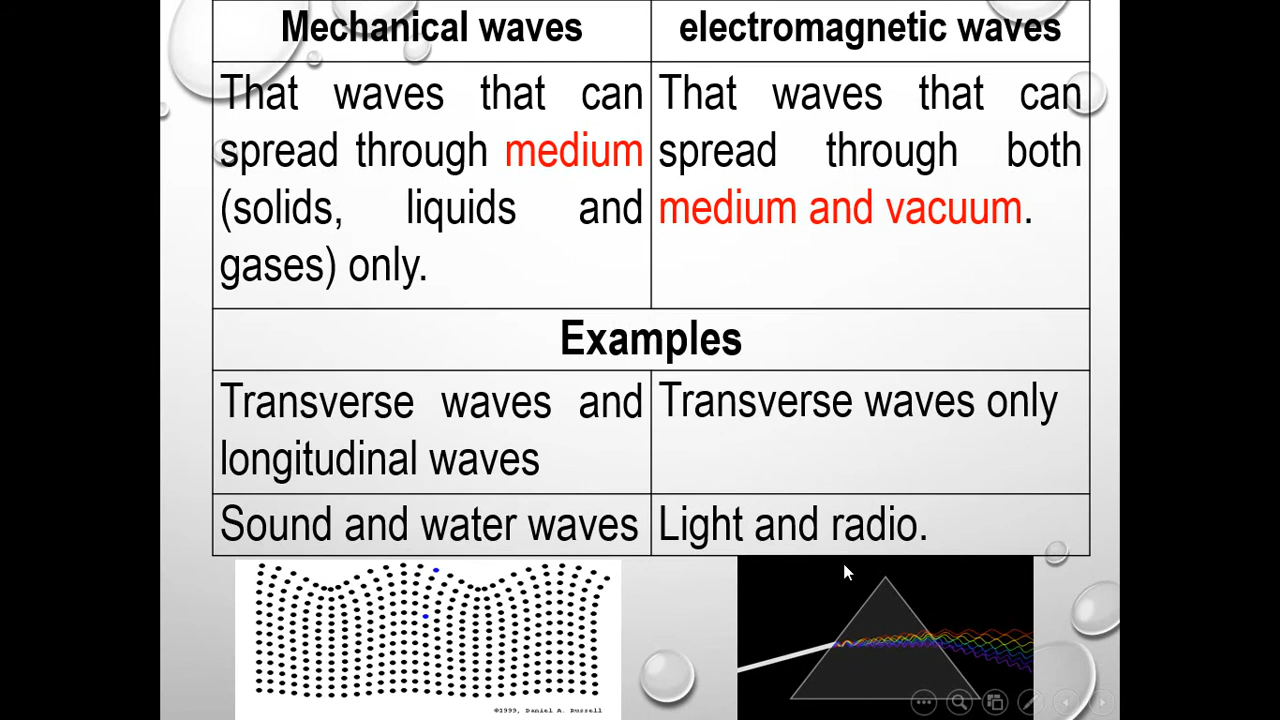 Mechanical waves
electromagnetic waves
That waves that can
spread through medium
(solids, liquids and
gases) only.
That waves that can
spread through both
medium and vacuum.
Examples
Transverse waves and
longitudinal waves
Transverse waves only
Sound and water waves
Light and radio.
©1999, Daniel A. Russell